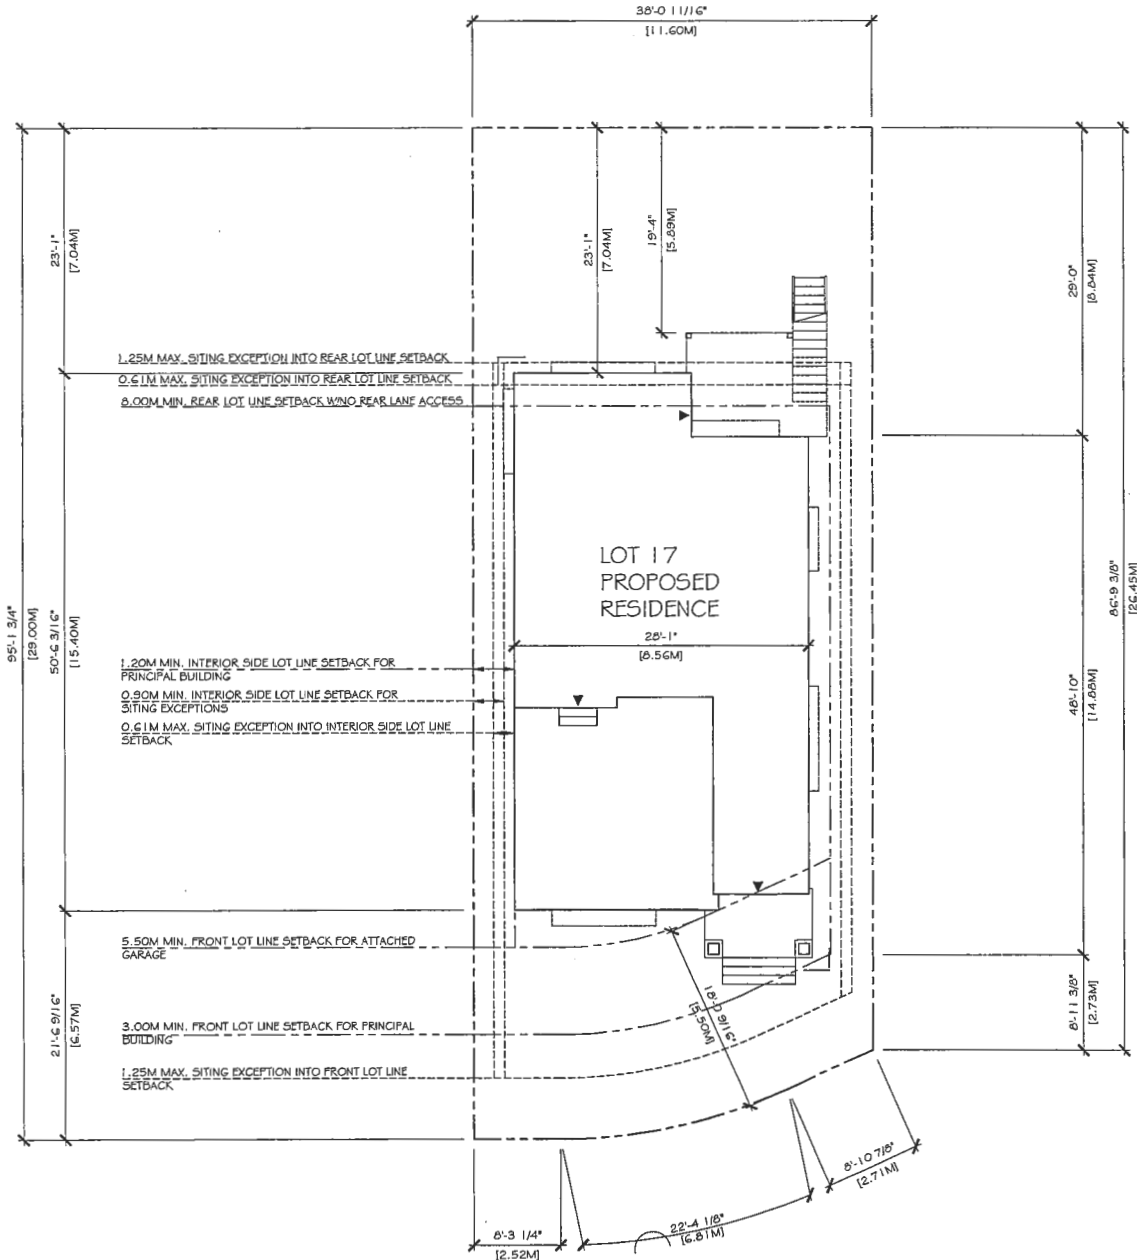 38'-0 11/16"
[11.60M]
23'-1"
[7.04M]
23'-1"
[7.04M]
19'-4"
[5.89M]
29'-0"
[8.84M]
1.25M MAX. SITING EXCEPTION INTO REAR LOT LINE SETBACK
0.61M MAX. SITING EXCEPTION INTO REAR LOT LINE SETBACK
8.00M MIN. REAR LOT LINE SETBACK W/NO REAR LANE ACCESS
LOT 17
PROPOSED
RESIDENCE
28'-1"
[8.56M]
95'-1 3/4"
[29.00M]
50'-6 3/16"
[15.40M]
86'-9 3/8"
[26.45M]
48'-10"
[14.88M]
1.20M MIN. INTERIOR SIDE LOT LINE SETBACK FOR
PRINCIPAL BUILDING
0.90M MIN. INTERIOR SIDE LOT LINE SETBACK FOR
SITING EXCEPTIONS
0.61M MAX. SITING EXCEPTION INTO INTERIOR SIDE LOT LINE
SETBACK
5.50M MIN. FRONT LOT LINE SETBACK FOR ATTACHED
GARAGE
21'-6 9/16"
[6.57M]
18'-0 9/16"
[5.50M]
8'-11 3/8"
[2.73M]
3.00M MIN. FRONT LOT LINE SETBACK FOR PRINCIPAL
BUILDING
1.25M MAX. SITING EXCEPTION INTO FRONT LOT LINE
SETBACK
8'-10 7/8"
[2.71M]
22'-4 1/8"
[6.81M]
8'-3 1/4"
[2.52M]